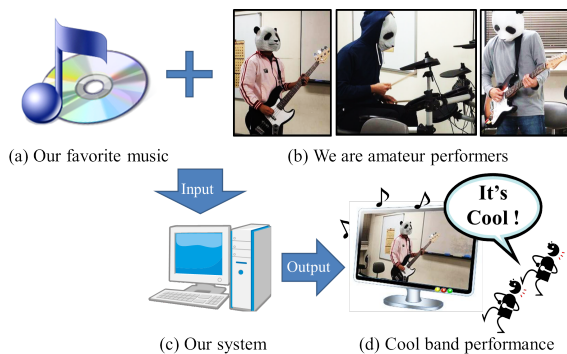 (a) Our favorite music
(b) We are amateur performers
Input
It's
Cool !
Output
(c) Our system
(d) Cool band performance